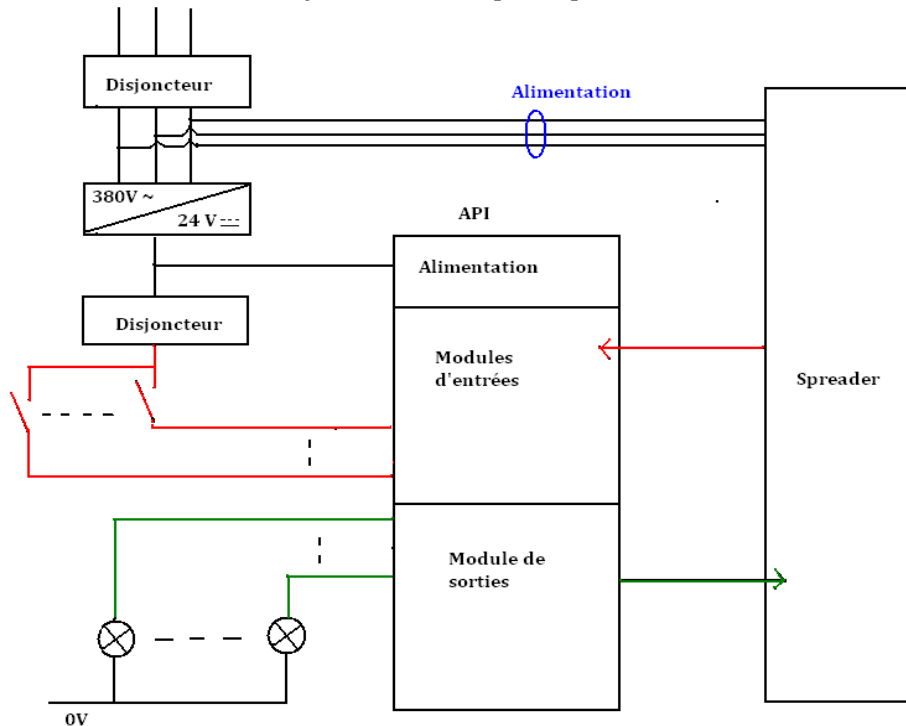 Disjoncteur
Alimentation
380V ~
24 V
API
Alimentation
Disjoncteur
Modules
d'entrées
Spreader
Module de
sorties
0V